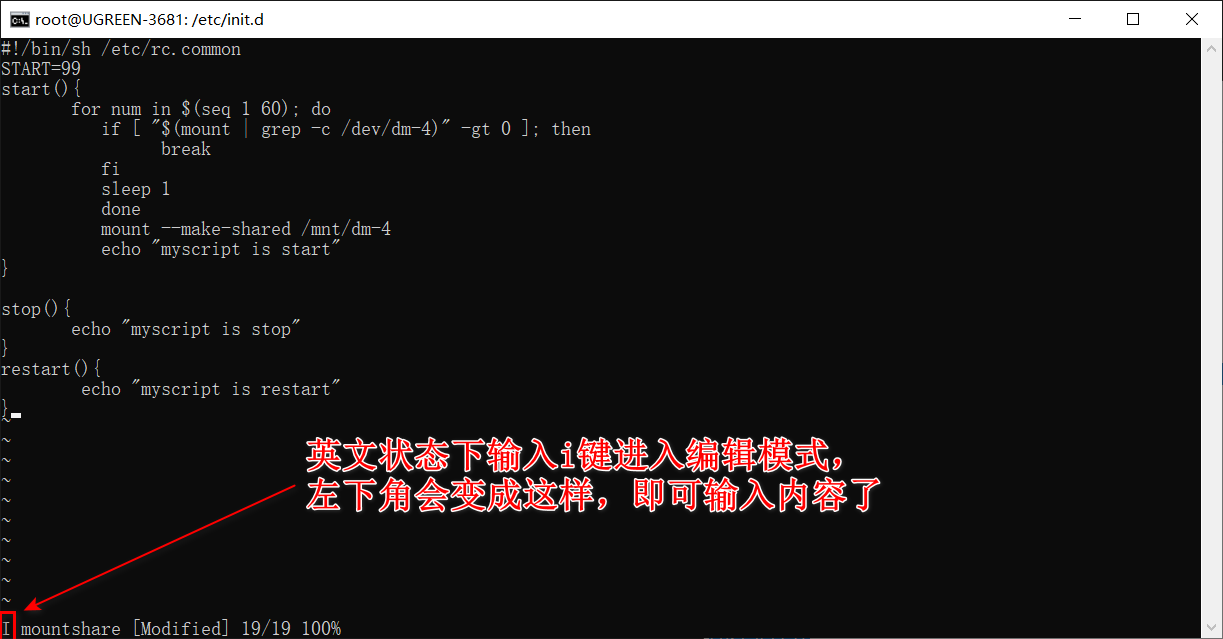 root@UGREEN-3681: /etc/init.d
#!/bin/sh /etc/rc.common
START=99
start(){
       for num in $(seq 1 60); do
          if [ "$(mount | grep -c /dev/dm-4)" -gt 0 ]; then
                break
          fi
          sleep 1
          done
          mount --make-shared /mnt/dm-4
          echo "myscript is start"
}

stop(){
       echo "myscript is stop"
}
restart(){
        echo "myscript is restart"
}
~
~
~
~
~
~
~
~
~
~
英文状态下输入i键进入编辑模式，
左下角会变成这样，即可输入内容了
I mountshare [Modified] 19/19 100%